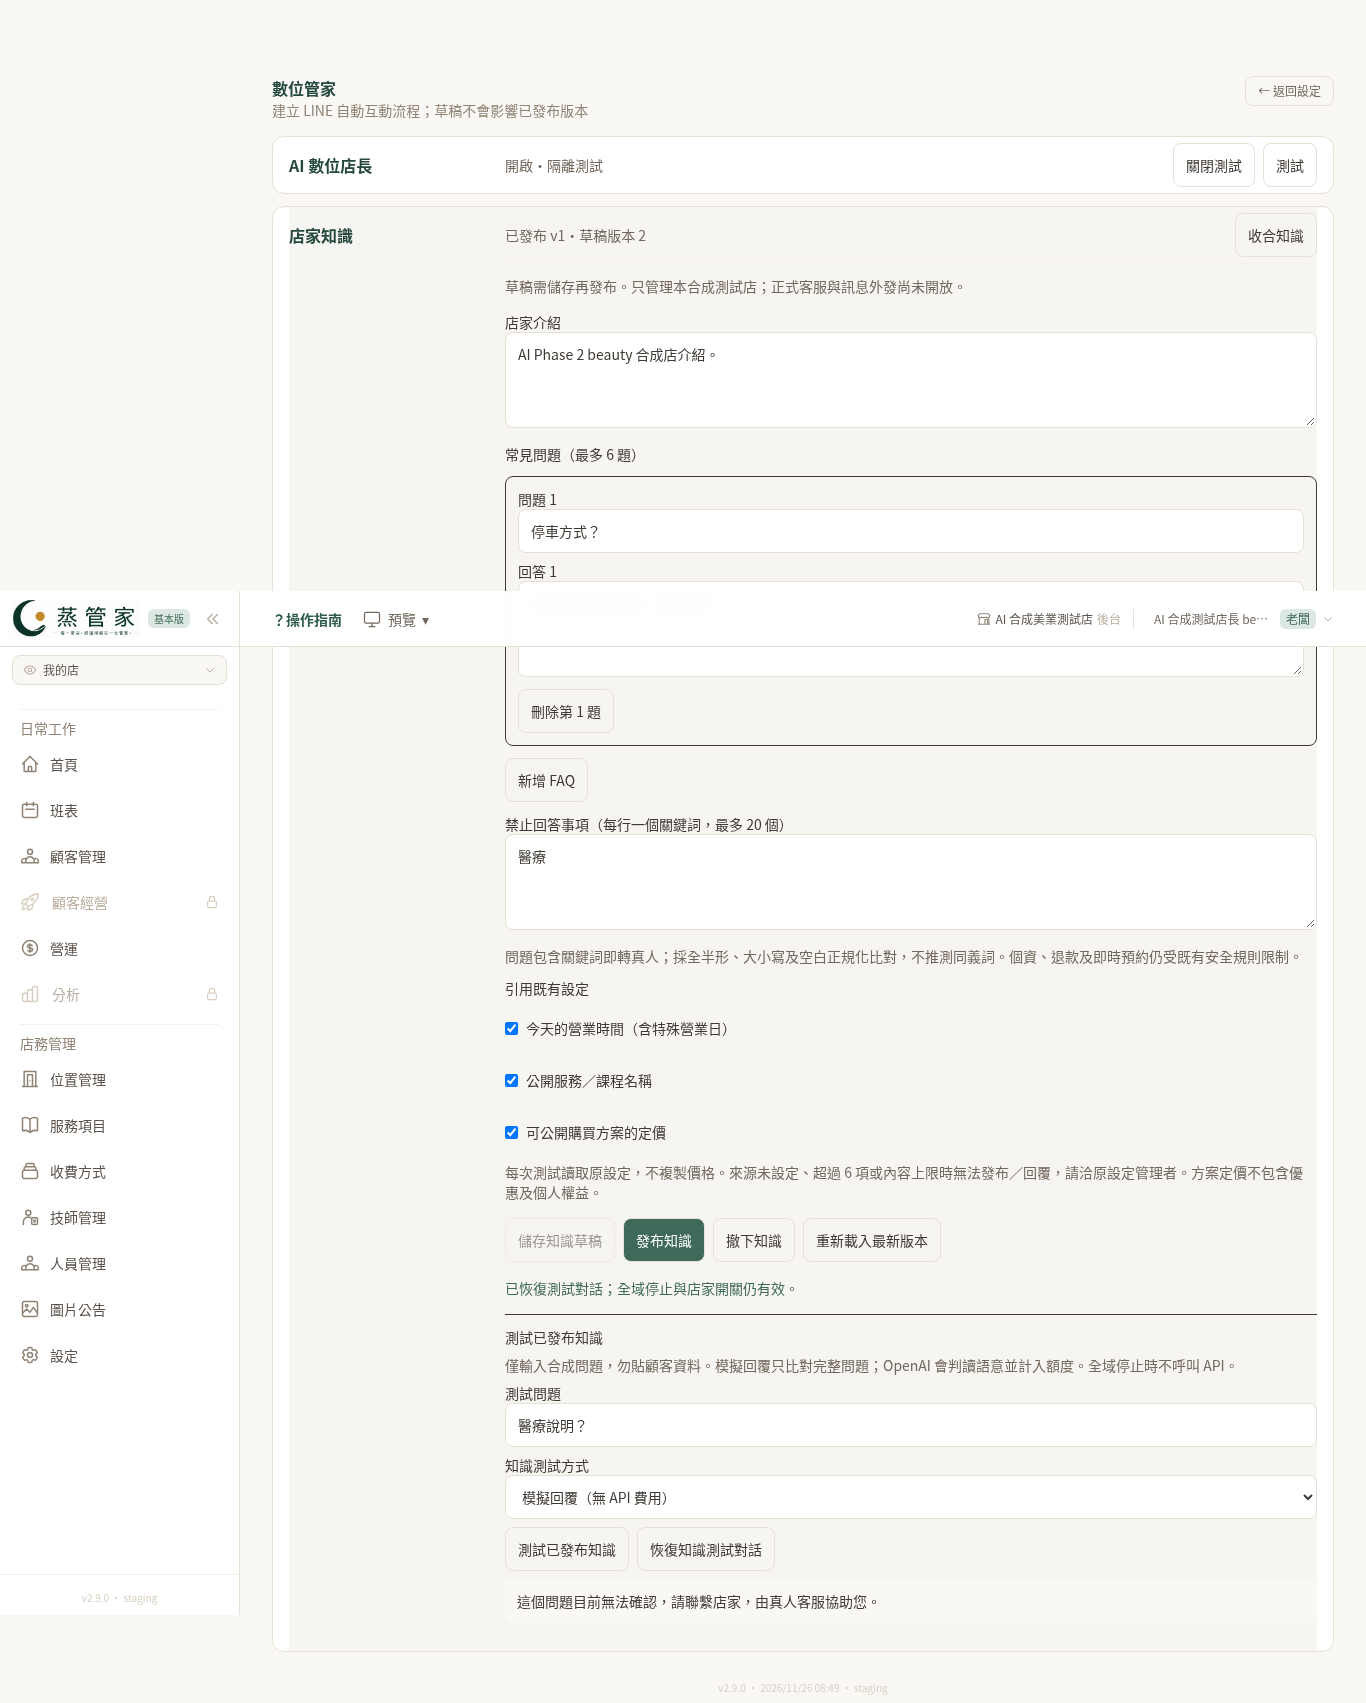 數位管家
建立 LINE 自動互動流程；草稿不會影響已發布版本
← 返回設定
AI 數位店長
開啟・隔離測試
關閉測試
測試
店家知識
已發布 v1・草稿版本 2
收合知識
草稿需儲存再發布。只管理本合成測試店；正式客服與訊息外發尚未開放。
店家介紹
AI Phase 2 beauty 合成店介紹。
常見問題（最多 6 題）
問題 1
停車方式？
回答 1
蒸管家
基本版
？操作指南
預覽 ▾
AI 合成美業測試店 後台
AI 合成測試店長 be…
老闆
我的店
日常工作
首頁
班表
顧客管理
顧客經營
營運
分析
店務管理
位置管理
服務項目
收費方式
技師管理
人員管理
圖片公告
設定
v2.9.0 ・ staging
刪除第 1 題
新增 FAQ
禁止回答事項（每行一個關鍵詞，最多 20 個）
醫療
問題包含關鍵詞即轉真人；採全半形、大小寫及空白正規化比對，不推測同義詞。個資、退款及即時預約仍受既有安全規則限制。
引用既有設定
今天的營業時間（含特殊營業日）
公開服務／課程名稱
可公開購買方案的定價
每次測試讀取原設定，不複製價格。來源未設定、超過 6 項或內容上限時無法發布／回覆，請洽原設定管理者。方案定價不包含優
惠及個人權益。
儲存知識草稿
發布知識
撤下知識
重新載入最新版本
已恢復測試對話；全域停止與店家開關仍有效。
測試已發布知識
僅輸入合成問題，勿貼顧客資料。模擬回覆只比對完整問題；OpenAI 會判讀語意並計入額度。全域停止時不呼叫 API。
測試問題
醫療說明？
知識測試方式
模擬回覆（無 API 費用）
測試已發布知識
恢復知識測試對話
這個問題目前無法確認，請聯繫店家，由真人客服協助您。
v2.9.0 ・ 2026/11/26 08:49 ・ staging